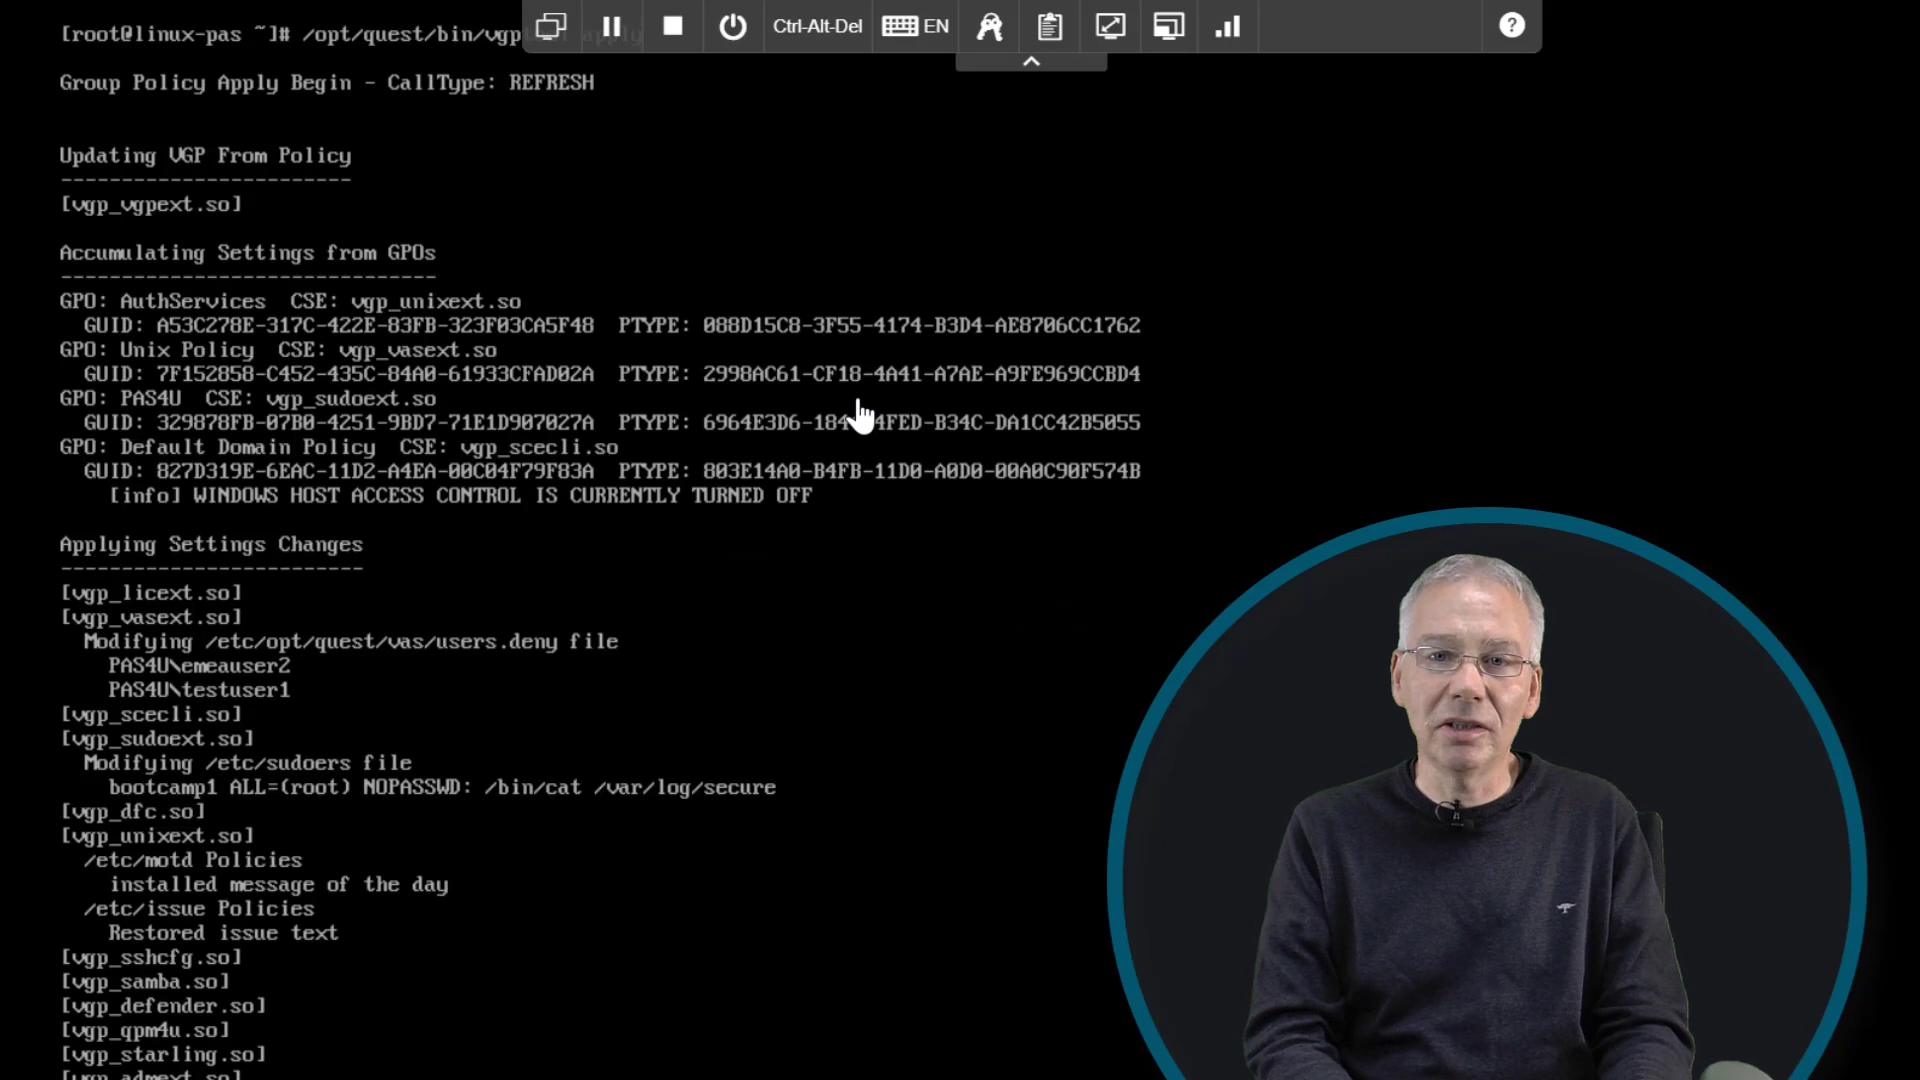 [root@linux-pas ~]# /opt/quest/bin/vgp
Ctrl-Alt-Del
EN
?
Group Policy Apply Begin - CallType: REFRESH
Updating VGP From Policy
------------------------
[vgp_vgpext.so]
Accumulating Settings from GPOs
-------------------------------
GPO: AuthServices  CSE: vgp_unixext.so
GUID: A53C278E-317C-422E-83FB-323F03CA5F48  PTYPE: 088D15C8-3F55-4174-B3D4-AE8706CC1762
GPO: Unix Policy  CSE: vgp_vasext.so
GUID: 7F152858-C452-435C-84A0-61933CFAD02A  PTYPE: 2998AC61-CF18-4A41-A7AE-A9FE969CCBD4
GPO: PAS4U  CSE: vgp_sudoext.so
GUID: 329878FB-07B0-4251-9BD7-71E1D907027A  PTYPE: 6964E3D6-184 4FED-B34C-DA1CC42B5055
GPO: Default Domain Policy  CSE: vgp_scecli.so
GUID: 827D319E-6EAC-11D2-A4EA-00C04F79F83A  PTYPE: 803E14A0-B4FB-11D0-A0D0-00A0C90F574B
[info] WINDOWS HOST ACCESS CONTROL IS CURRENTLY TURNED OFF
Applying Settings Changes
-------------------------
[vgp_licext.so]
[vgp_vasext.so]
Modifying /etc/opt/quest/vas/users.deny file
PAS4U\emeauser2
PAS4U\testuser1
[vgp_scecli.so]
[vgp_sudoext.so]
Modifying /etc/sudoers file
bootcamp1 ALL=(root) NOPASSWD: /bin/cat /var/log/secure
[vgp_dfc.so]
[vgp_unixext.so]
/etc/motd Policies
installed message of the day
/etc/issue Policies
Restored issue text
[vgp_sshcfg.so]
[vgp_samba.so]
[vgp_defender.so]
[vgp_qpm4u.so]
[vgp_starling.so]
[vgp_admext.so]